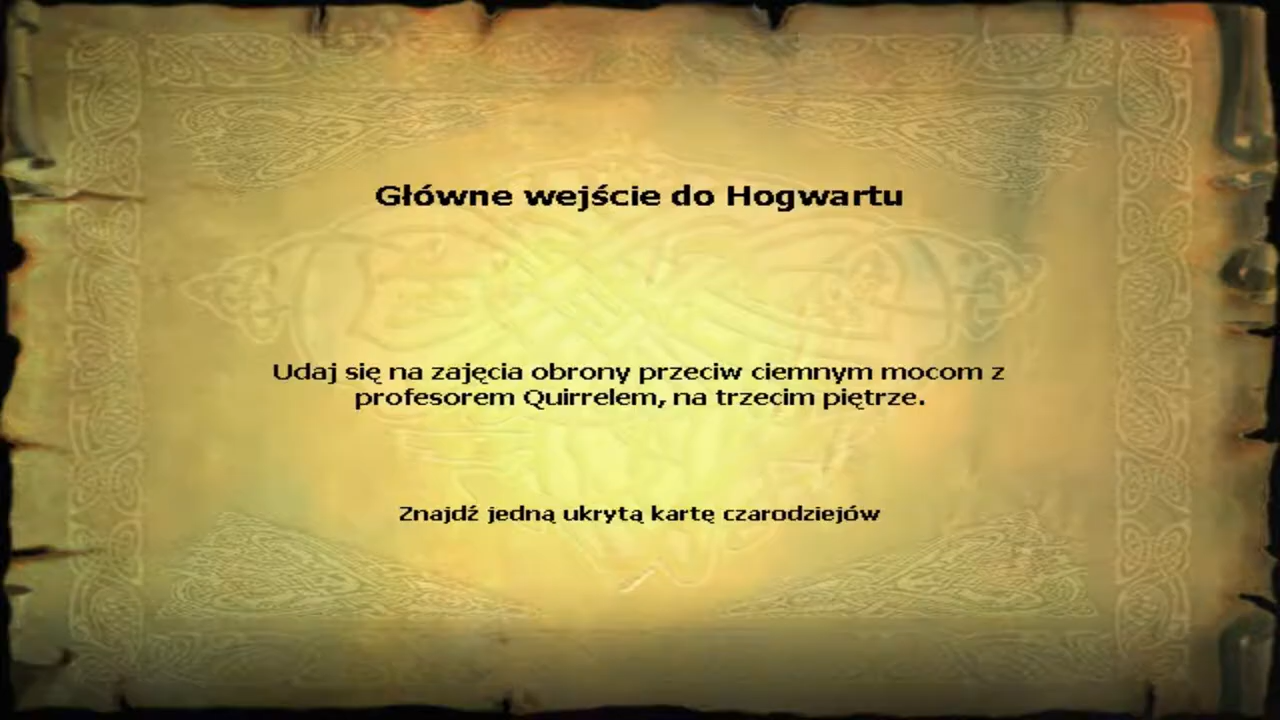 Główne wejście do Hogwartu
Udaj się na zajęcia obrony przeciw ciemnym mocom z
profesorem Quirrelem, na trzecim piętrze.
Znajdź jedną ukrytą kartę czarodziejów